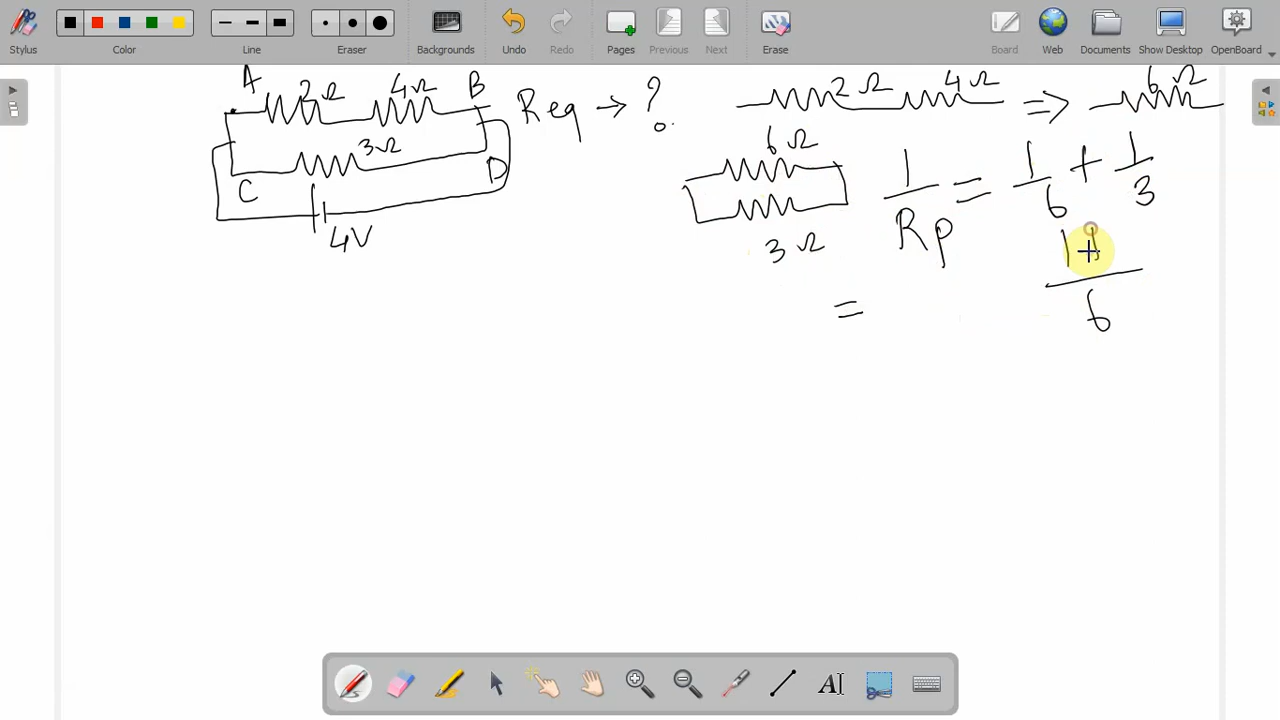 Stylus Color Line Eraser Backgrounds Undo Redo Pages Previous Next Erase Board Web Documents Show Desktop OpenBoard
A 2Ω 4Ω B Req → ? 2Ω 4Ω => 6Ω
3Ω
C D
4V
6Ω
3Ω
1/Rp = 1/6 + 1/3
= 1+/6